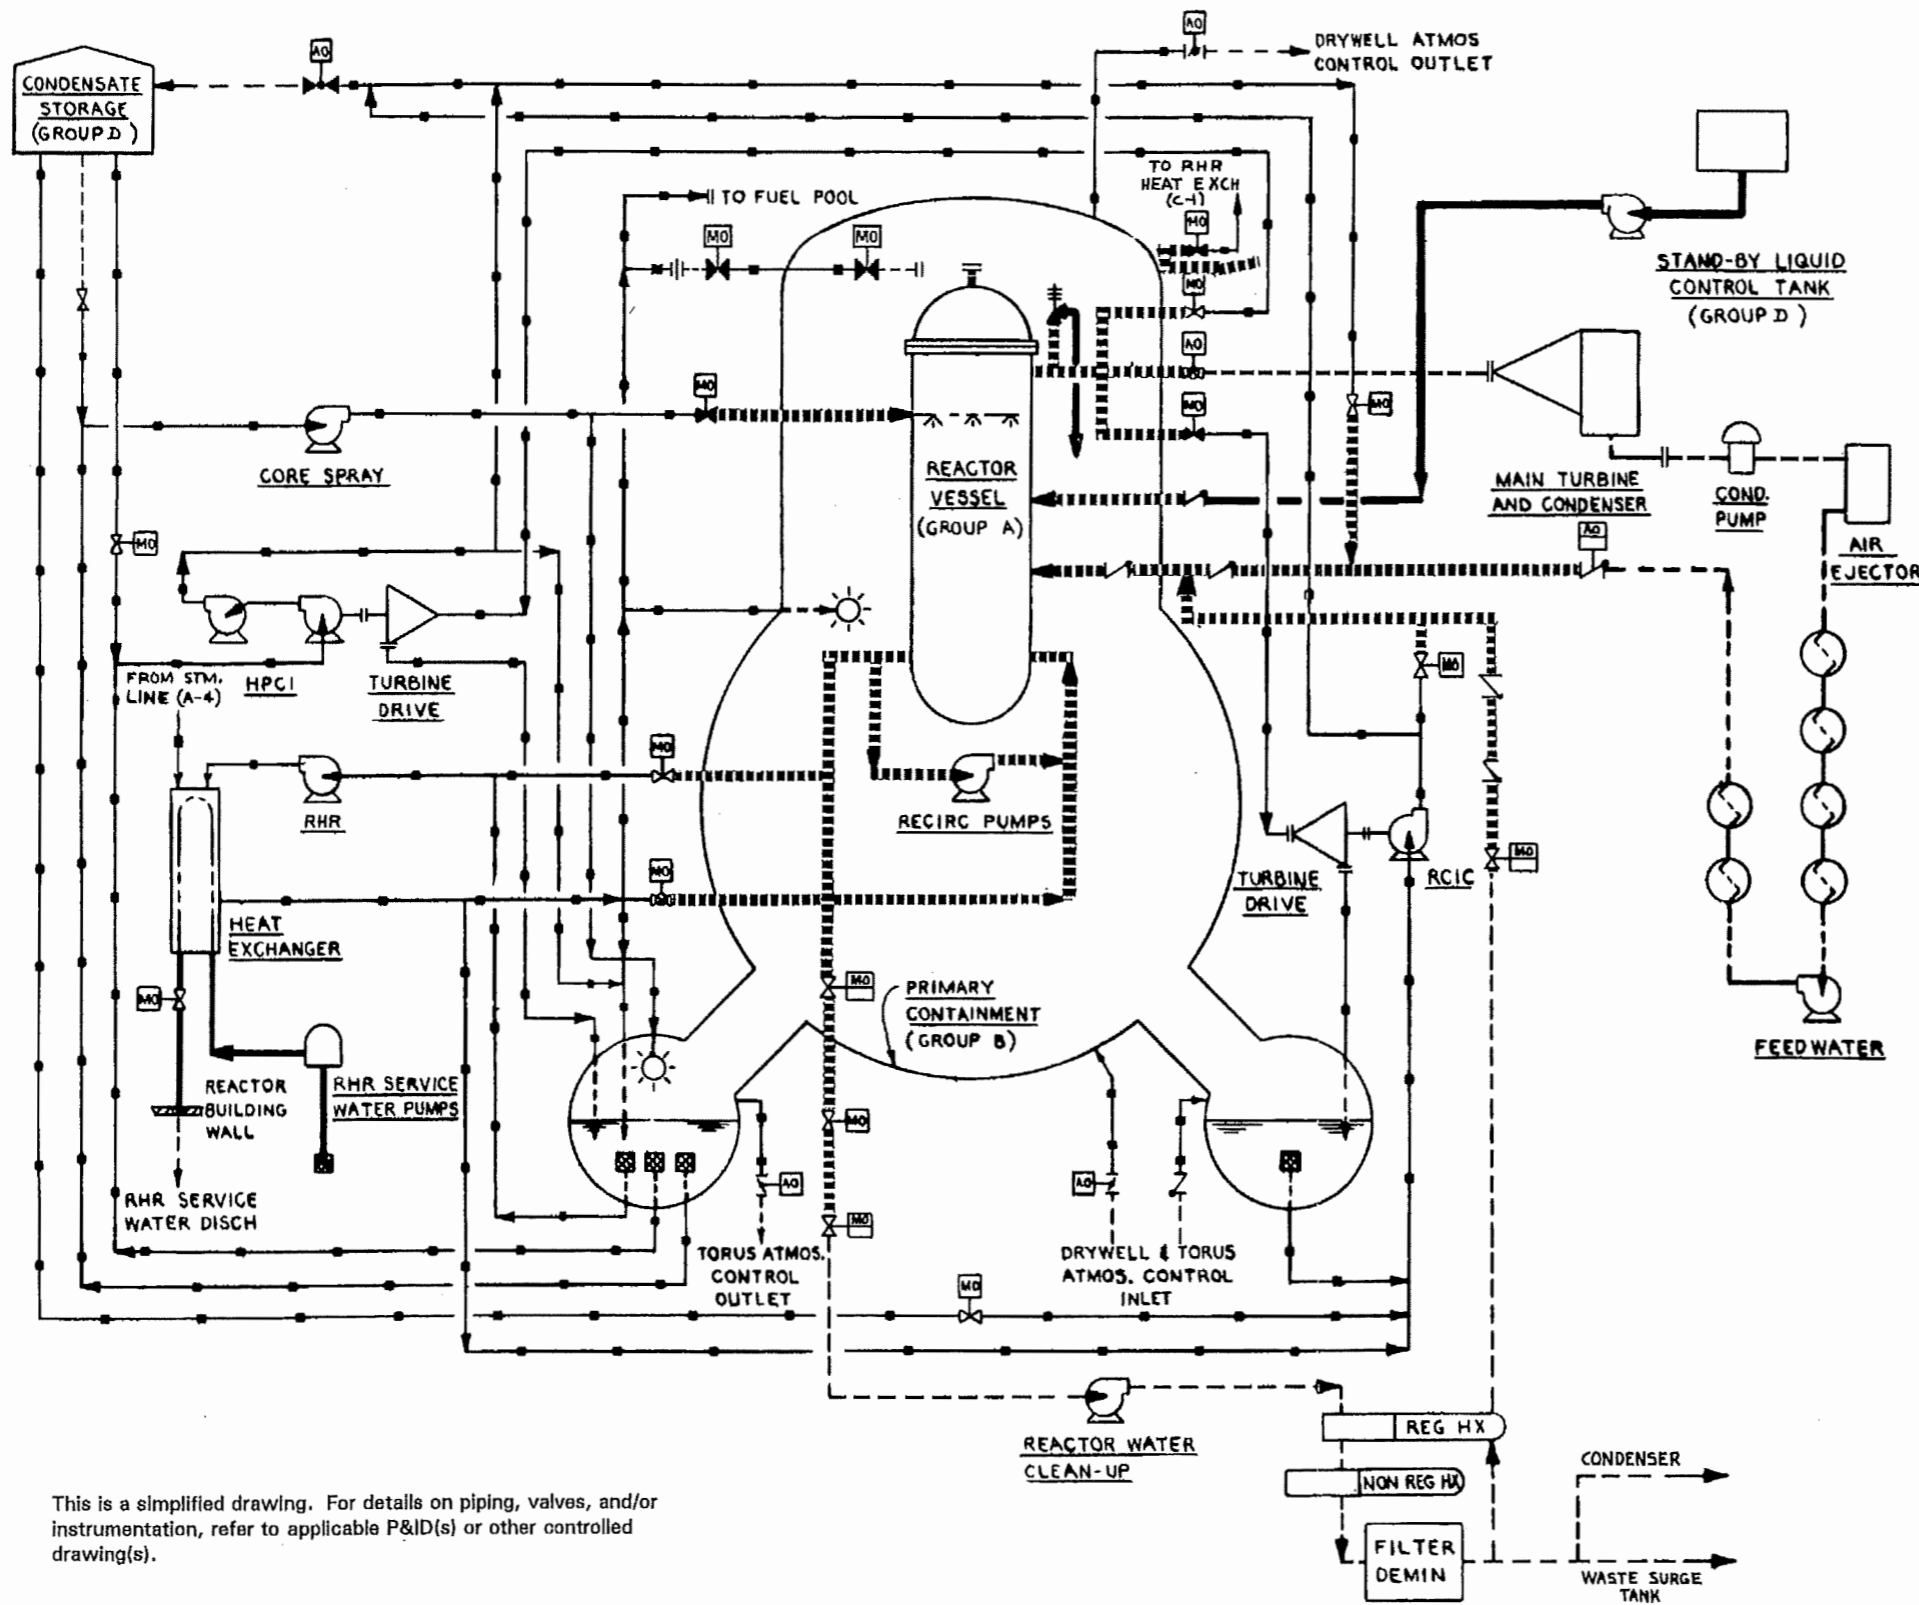 AO
DRYWELL ATMOS
CONTROL OUTLET
AO
CONDENSATE
STORAGE
(GROUP D)
TO RHR
HEAT EXCH
(C-1)
TO FUEL POOL
MO
MO
MO
MO
STAND-BY LIQUID
CONTROL TANK
(GROUP D)
AO
MO
MO
MO
CORE SPRAY
REACTOR
VESSEL
(GROUP A)
MAIN TURBINE
AND CONDENSER
COND.
PUMP
AO
AIR
EJECTOR
MO
FROM STM.
LINE (A-4)
HPCI
TURBINE
DRIVE
MO
MO
RHR
RECIRC PUMPS
MO
MO
TURBINE
DRIVE
RCIC
HEAT
EXCHANGER
MO
MO
PRIMARY
CONTAINMENT
(GROUP B)
FEEDWATER
REACTOR
BUILDING
WALL
RHR SERVICE
WATER PUMPS
MO
AO
AO
RHR SERVICE
WATER DISCH
MO
TORUS ATMOS.
CONTROL
OUTLET
DRYWELL & TORUS
ATMOS. CONTROL
INLET
MO
REACTOR WATER
CLEAN-UP
REG HX
NON REG HX
CONDENSER
FILTER
DEMIN
WASTE SURGE
TANK
This is a simplified drawing. For details on piping, valves, and/or
instrumentation, refer to applicable P&ID(s) or other controlled
drawing(s).